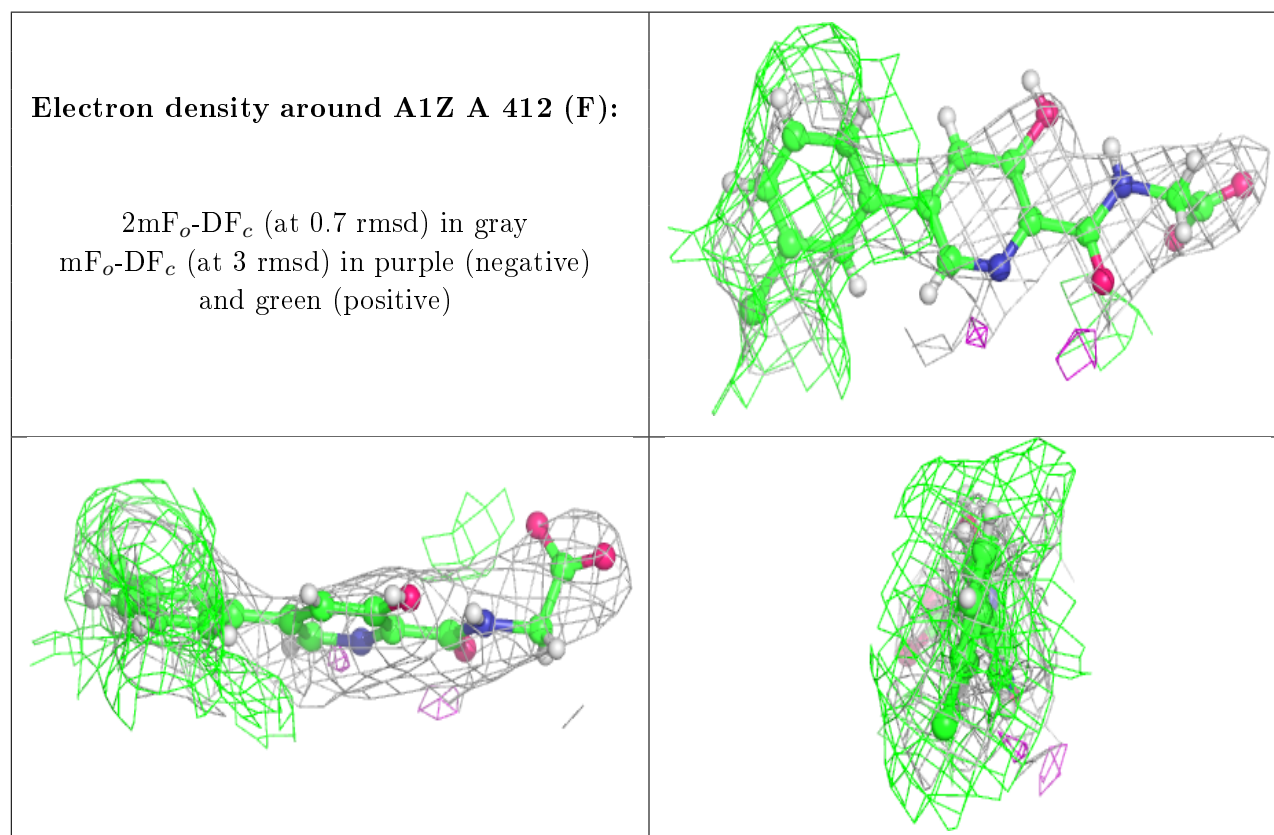 Electron density around A1Z A 412 (F):
2mFo-DFc (at 0.7 rmsd) in gray
mFo-DFc (at 3 rmsd) in purple (negative)
and green (positive)